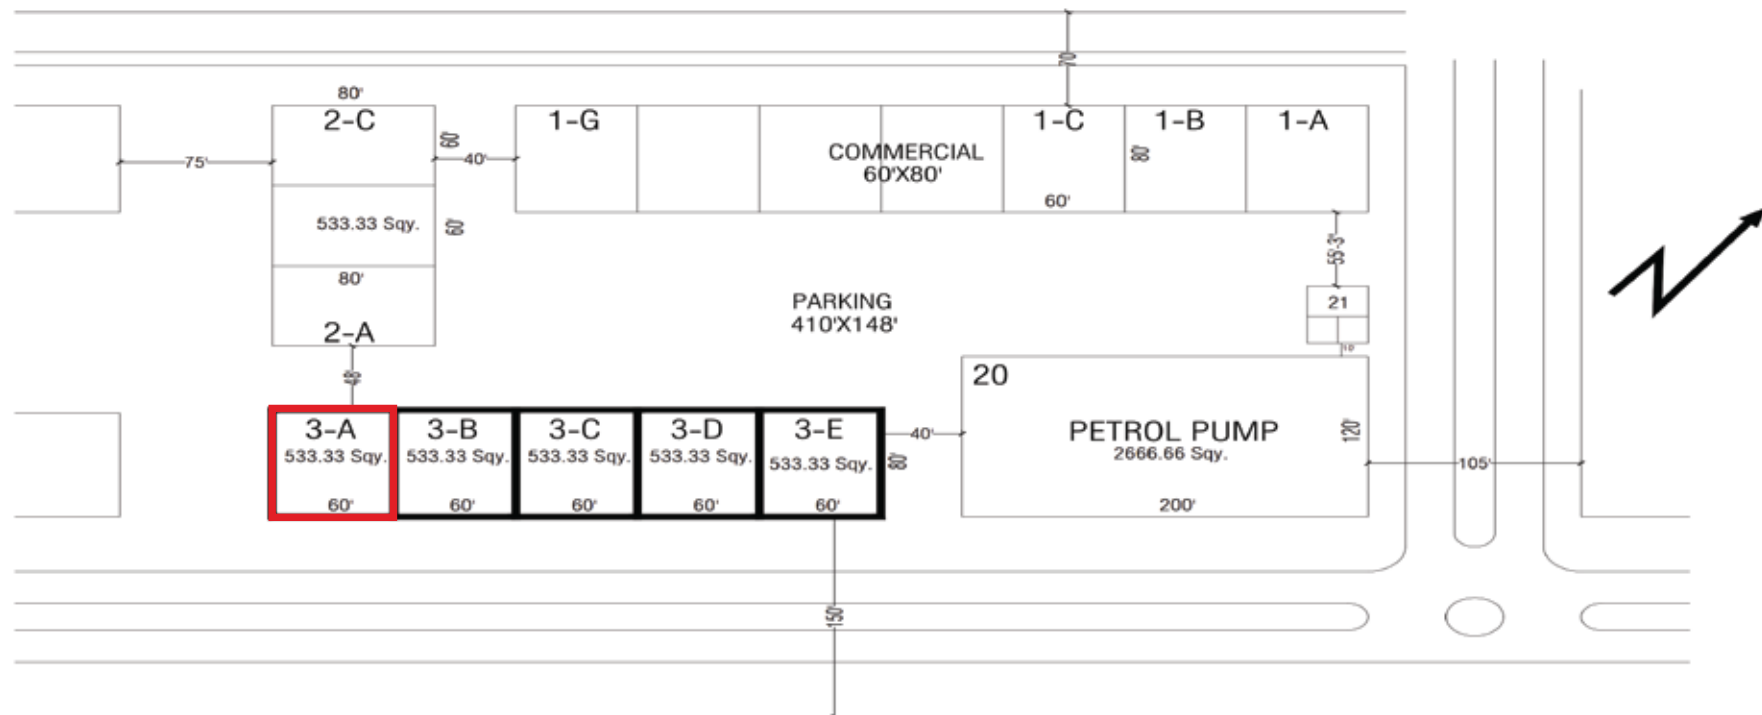 70'
80'
2-C
60'
75'
40'
533.33 Sqy.
60'
80'
2-A
48'
1-G
1-C
1-B
1-A
COMMERCIAL
60'X80'
80'
60'
55'-3"
21
10'
PARKING
410'X148'
3-A
533.33 Sqy.
60'
3-B
533.33 Sqy.
60'
3-C
533.33 Sqy.
60'
3-D
533.33 Sqy.
60'
3-E
533.33 Sqy.
60'
80'
40'
20
PETROL PUMP
2666.66 Sqy.
120'
200'
105'
150'